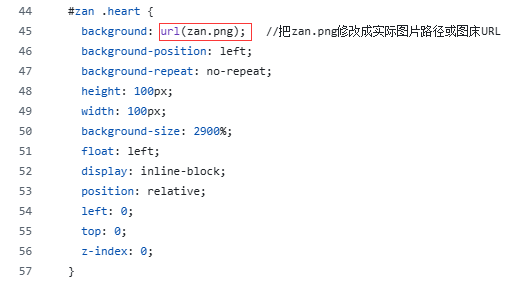 44 #zan .heart {
45 background: url(zan.png); //把zan.png修改成实际图片路径或图床URL
46 background-position: left;
47 background-repeat: no-repeat;
48 height: 100px;
49 width: 100px;
50 background-size: 2900%;
51 float: left;
52 display: inline-block;
53 position: relative;
54 left: 0;
55 top: 0;
56 z-index: 0;
57 }